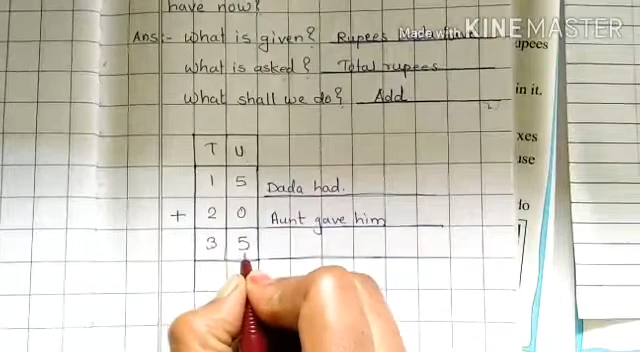 have now?
Ans:- What is given? Rupees
What is asked? Total rupees
What shall we do? Add
T U
1 5 Dada had.
+ 2 0 Aunt gave him
3 5
Made with KINEMASTER
upees
in it.
xes
use
do